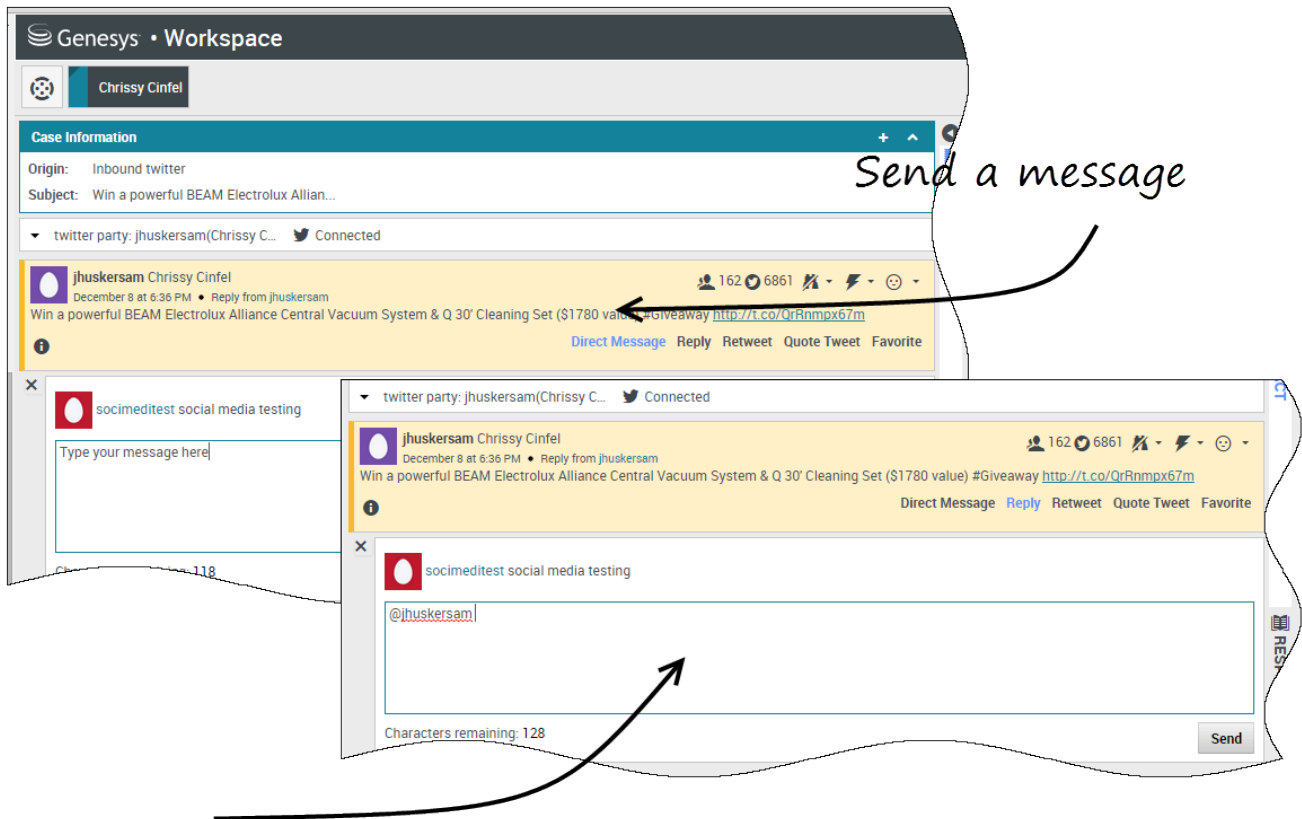 Genesys • Workspace
Chrissy Cinfel
Case Information
Origin: Inbound twitter
Subject: Win a powerful BEAM Electrolux Allian...
Send a message
twitter party: jhuskersam(Chrissy C... Connected
jhuskersam Chrissy Cinfel 162 6861
December 8 at 6:36 PM • Reply from jhuskersam
Win a powerful BEAM Electrolux Alliance Central Vacuum System & Q 30' Cleaning Set ($1780 value) #Giveaway http://t.co/QrRnmpx67m
Direct Message Reply Retweet Quote Tweet Favorite
socimeditest social media testing
Type your message here
118
twitter party: jhuskersam(Chrissy C... Connected
jhuskersam Chrissy Cinfel 162 6861
December 8 at 6:36 PM • Reply from jhuskersam
Win a powerful BEAM Electrolux Alliance Central Vacuum System & Q 30' Cleaning Set ($1780 value) #Giveaway http://t.co/QrRnmpx67m
Direct Message Reply Retweet Quote Tweet Favorite
socimeditest social media testing
@jhuskersam
Characters remaining: 128
Send